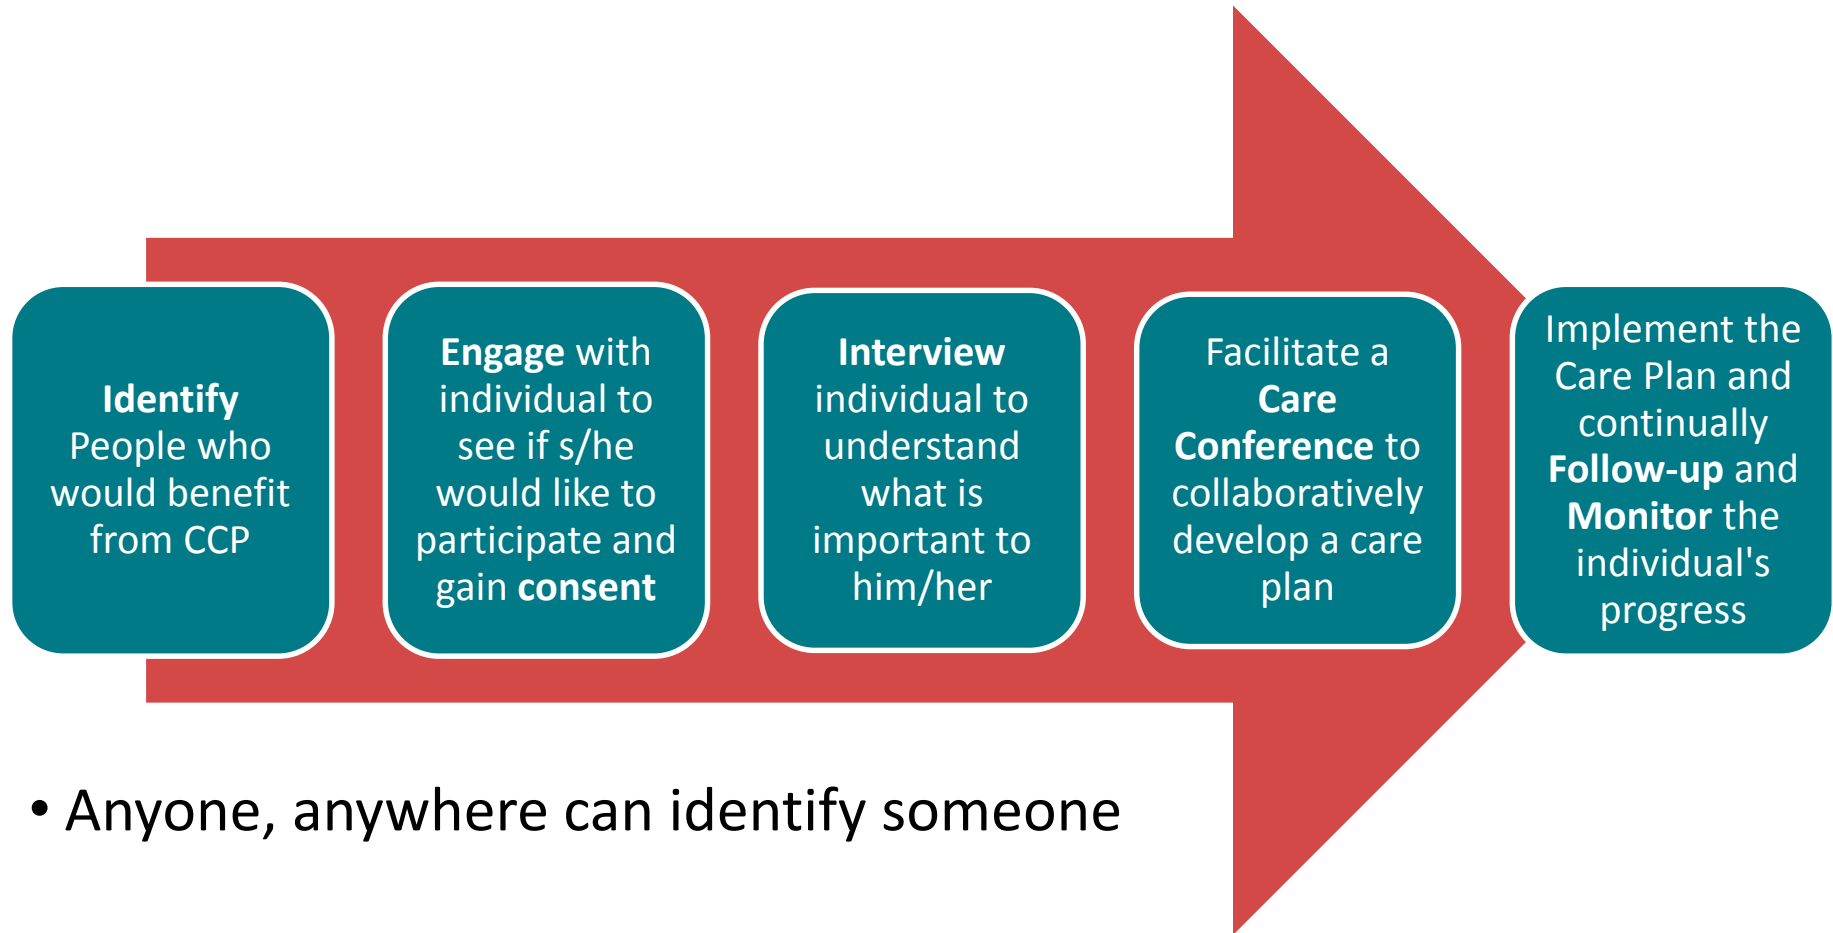 Identify
People who
would benefit
from CCP
Engage with
individual to
see if s/he
would like to
participate and
gain consent
Interview
individual to
understand
what is
important to
him/her
Facilitate a
Care
Conference to
collaboratively
develop a care
plan
Implement the
Care Plan and
continually
Follow-up and
Monitor the
individual's
progress
• Anyone, anywhere can identify someone